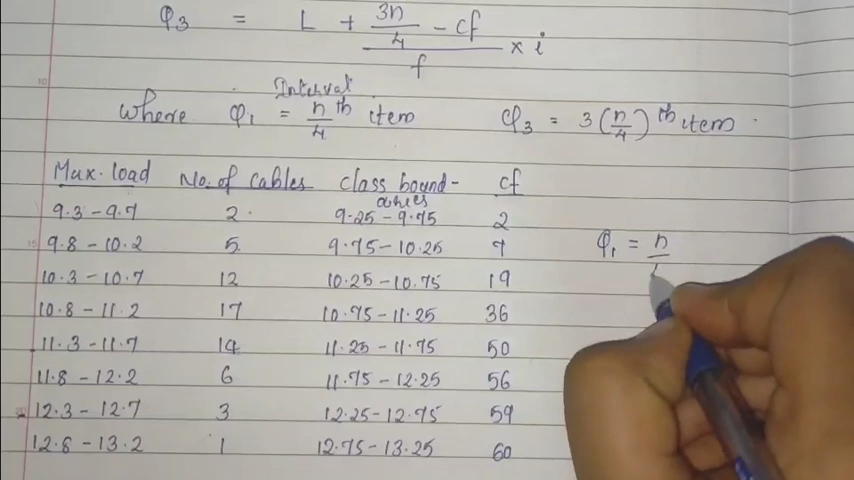 Q₃ = L + 3n/4 - cf / f × i
Interval
where Q₁ = n/4 th item Q₃ = 3(n/4)th item.
Max. load No. of cables class bound- cf
aries
9.3 - 9.7 2 9.25 - 9.75 2
9.8 - 10.2 5 9.75 - 10.25 7 Q₁ = n
10.3 - 10.7 12 10.25 - 10.75 19
10.8 - 11.2 17 10.75 - 11.25 36
11.3 - 11.7 14 11.25 - 11.75 50
11.8 - 12.2 6 11.75 - 12.25 56
12.3 - 12.7 3 12.25 - 12.75 59
12.8 - 13.2 1 12.75 - 13.25 60